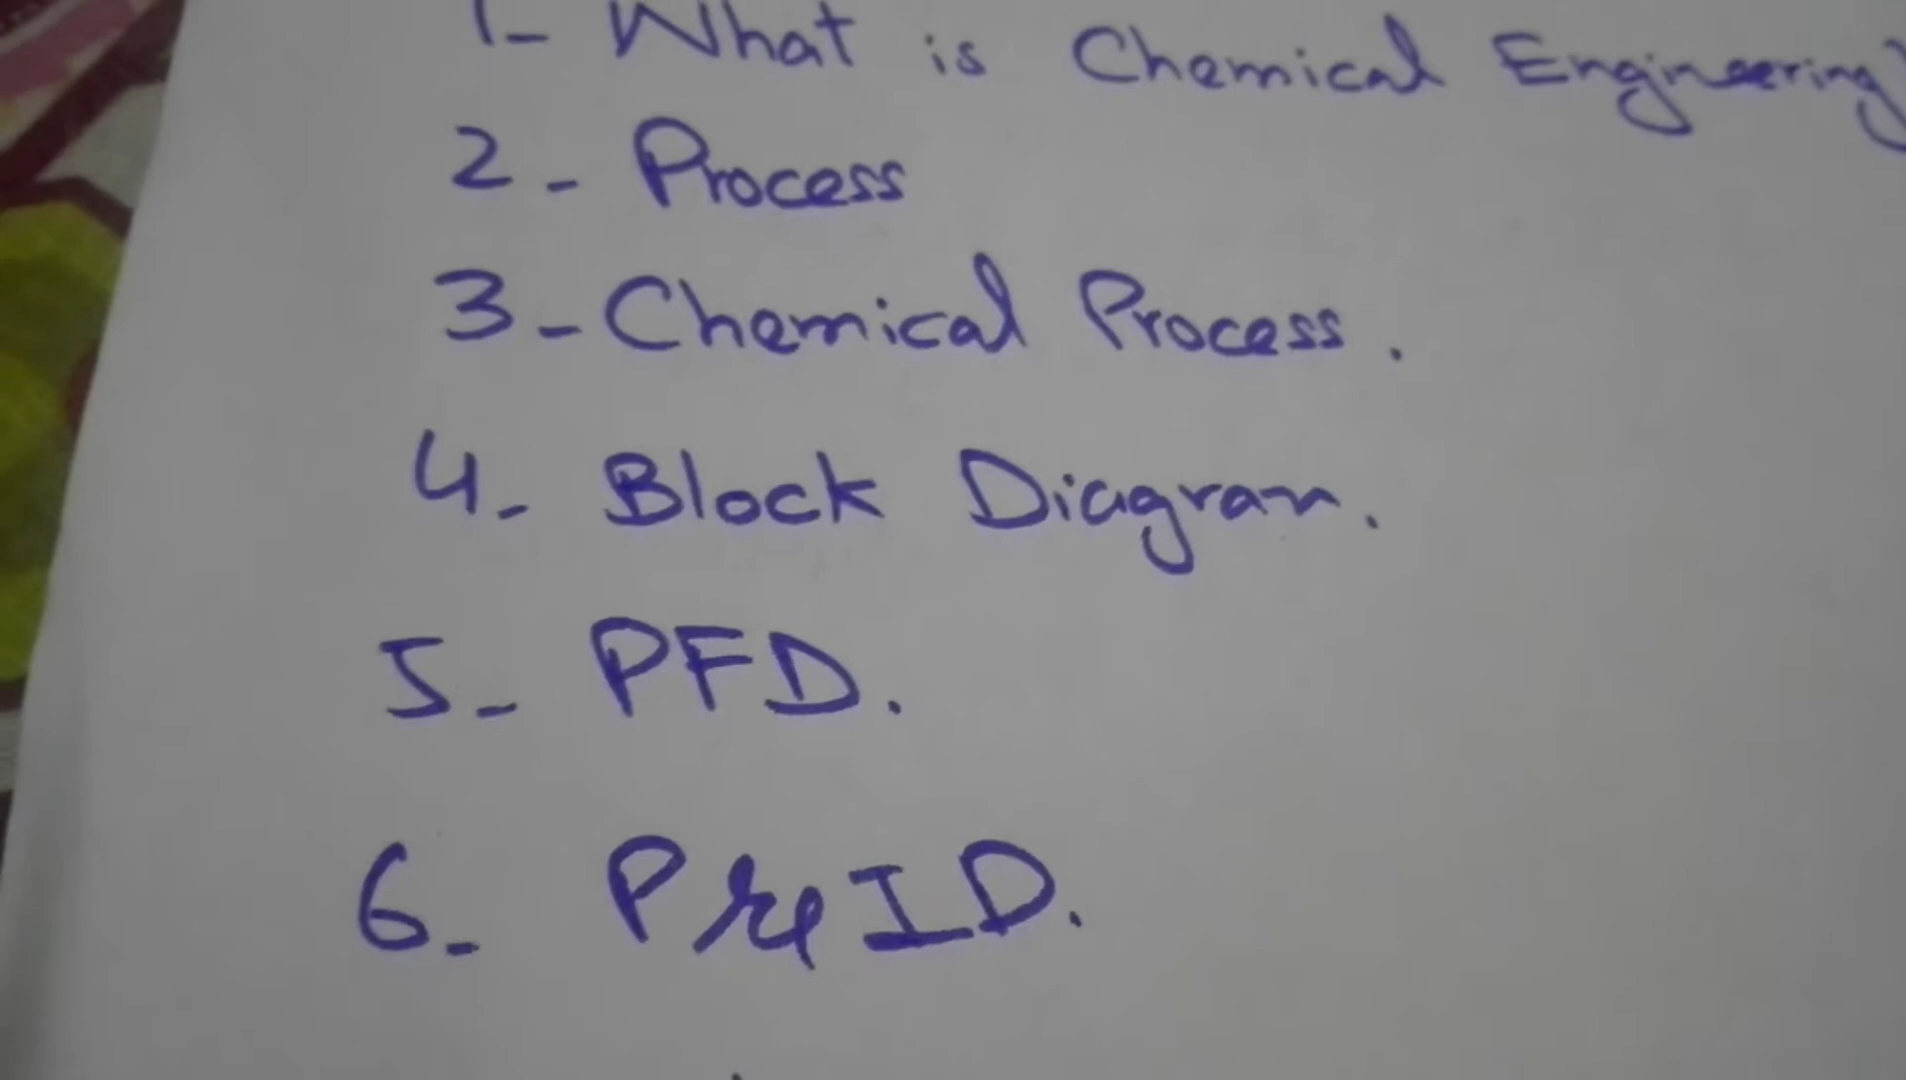 1- What is Chemical Engineering
2- Process
3- Chemical Process.
4- Block Diagram.
5- PFD.
6- P&ID.